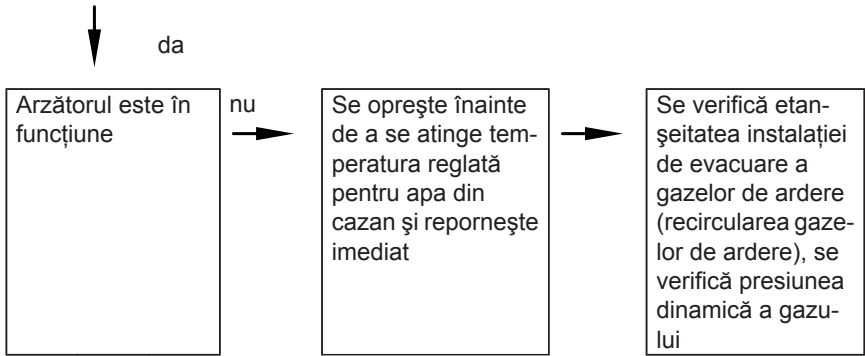 da
Arzătorul este în
funcţiune
nu
Se opreşte înainte
de a se atinge tem-
peratura reglată
pentru apa din
cazan şi reporneşte
imediat
Se verifică etan-
şeitatea instalaţiei
de evacuare a
gazelor de ardere
(recircularea gaze-
lor de ardere), se
verifică presiunea
dinamică a gazu-
lui